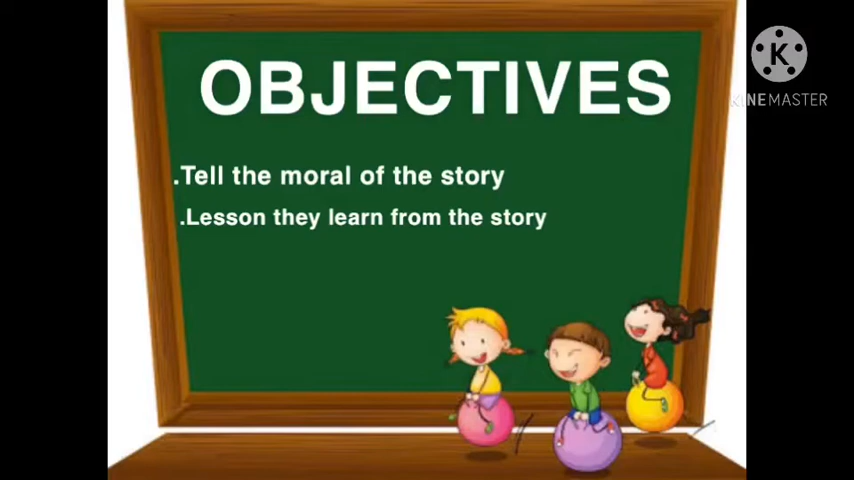 OBJECTIVES
K
KINEMASTER
.Tell the moral of the story
.Lesson they learn from the story